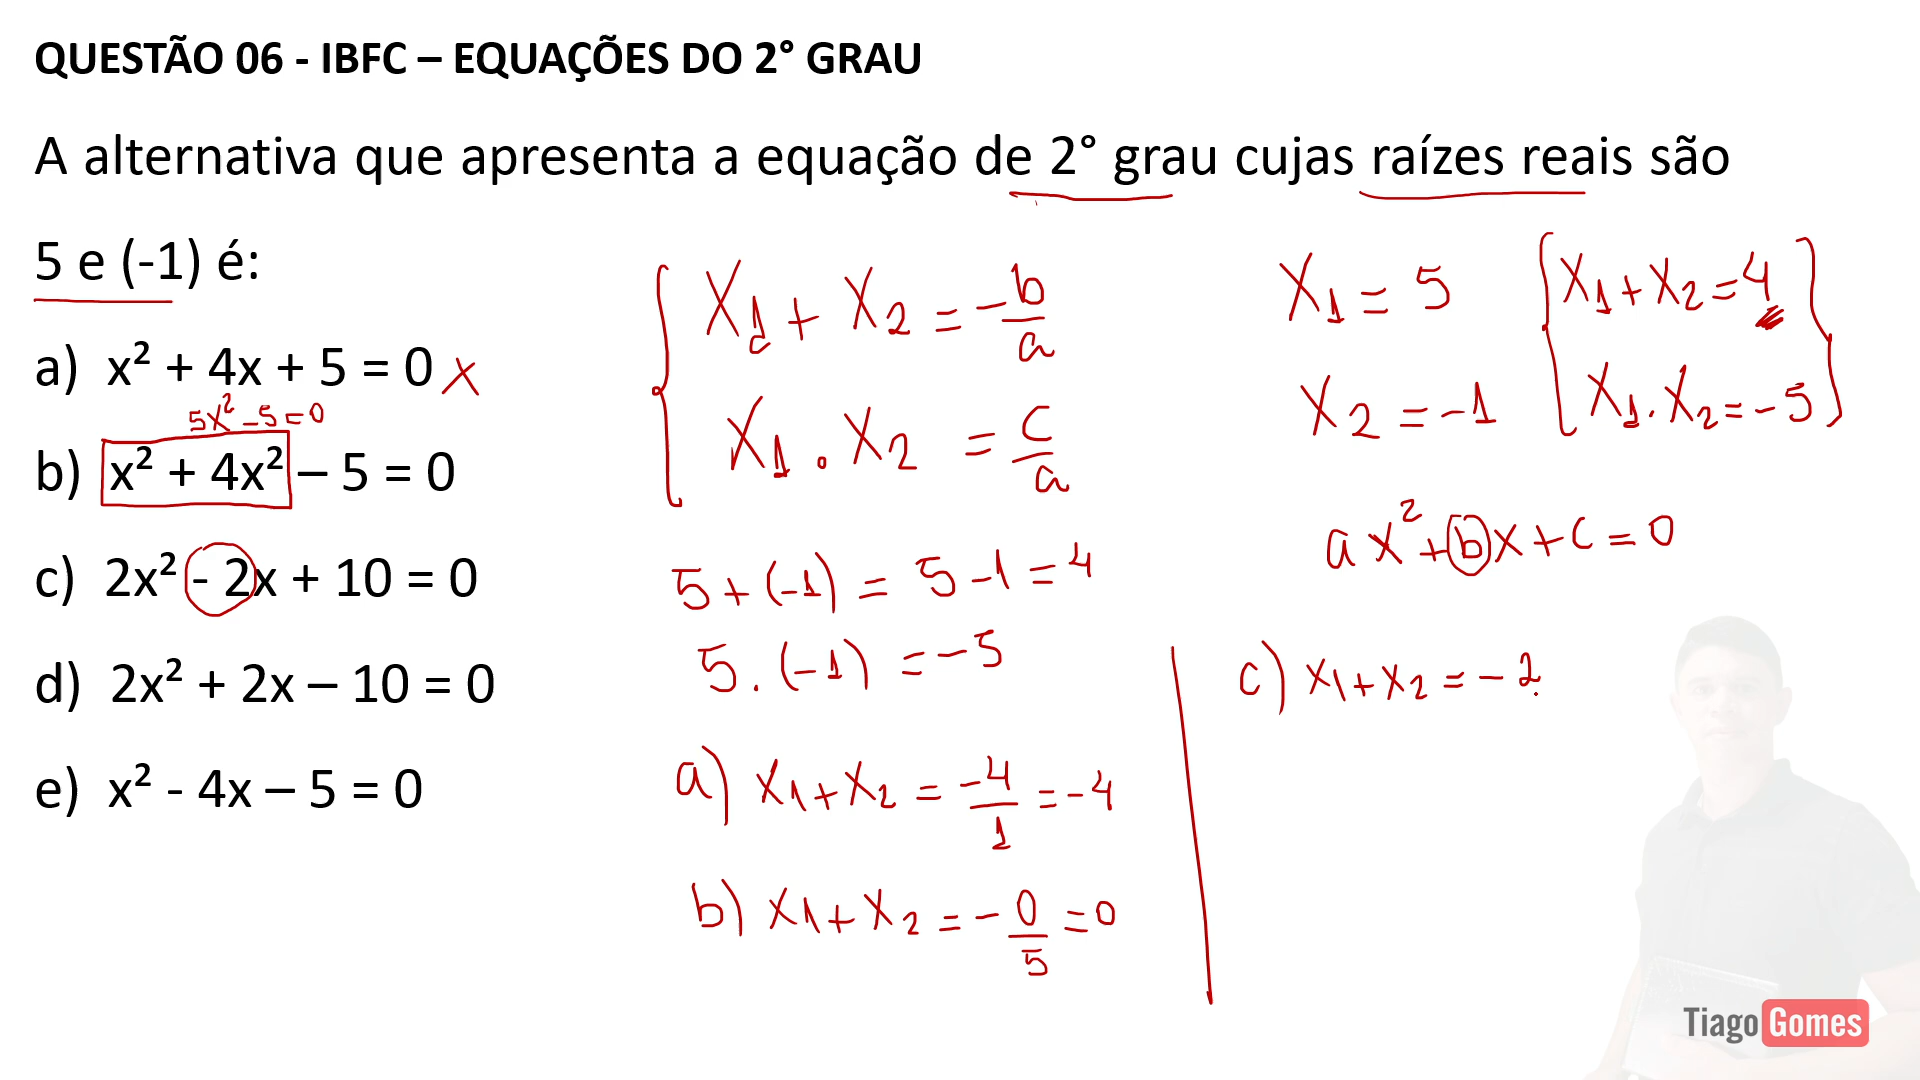 QUESTÃO 06 - IBFC – EQUAÇÕES DO 2° GRAU
A alternativa que apresenta a equação de 2° grau cujas raízes reais são
5 e (-1) é:
a) x² + 4x + 5 = 0 X
5x² - 5 = 0
b) x² + 4x² – 5 = 0
c) 2x² - 2x + 10 = 0
d) 2x² + 2x – 10 = 0
e) x² - 4x – 5 = 0
x₁ + x₂ = -b/a
x₁ . x₂ = c/a
5 + (-1) = 5 - 1 = 4
5 . (-1) = -5
a) x₁ + x₂ = -4/1 = -4
b) x₁ + x₂ = -0/5 = 0
x₁ = 5
x₂ = -1
x₁ + x₂ = 4
x₁ . x₂ = -5
ax² + bx + c = 0
c) x₁ + x₂ = -2
Tiago Gomes